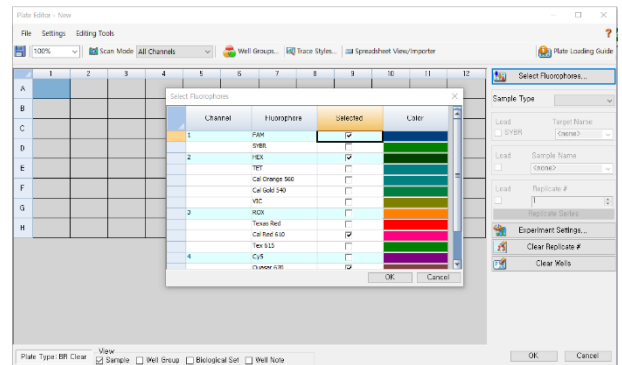 Plate Editor - New
File Settings Editing Tools
?
100% Scan Mode All Channels Well Groups... Trace Styles... Spreadsheet View/Importer Plate Loading Guide
1 2 3 4 5 6 7 8 9 10 11 12
A
B
C
D
E
F
G
H
Select Fluorophores
Channel Fluorophore Selected Color
1 FAM
SYBR
2 HEX
TET
Cal Orange 560
Cal Gold 540
VIC
3 ROX
Texas Red
Cal Red 610
Tex 615
4 Cy5
Quasar 670
OK Cancel
Select Fluorophores...
Sample Type
Load Target Name
SYBR <none>
Load Sample Name
<none>
Load Replicate #
1
Replicate Series
Experiment Settings...
Clear Replicate #
Clear Wells
Plate Type: BR Clear
View
Sample Well Group Biological Set Well Note
OK Cancel